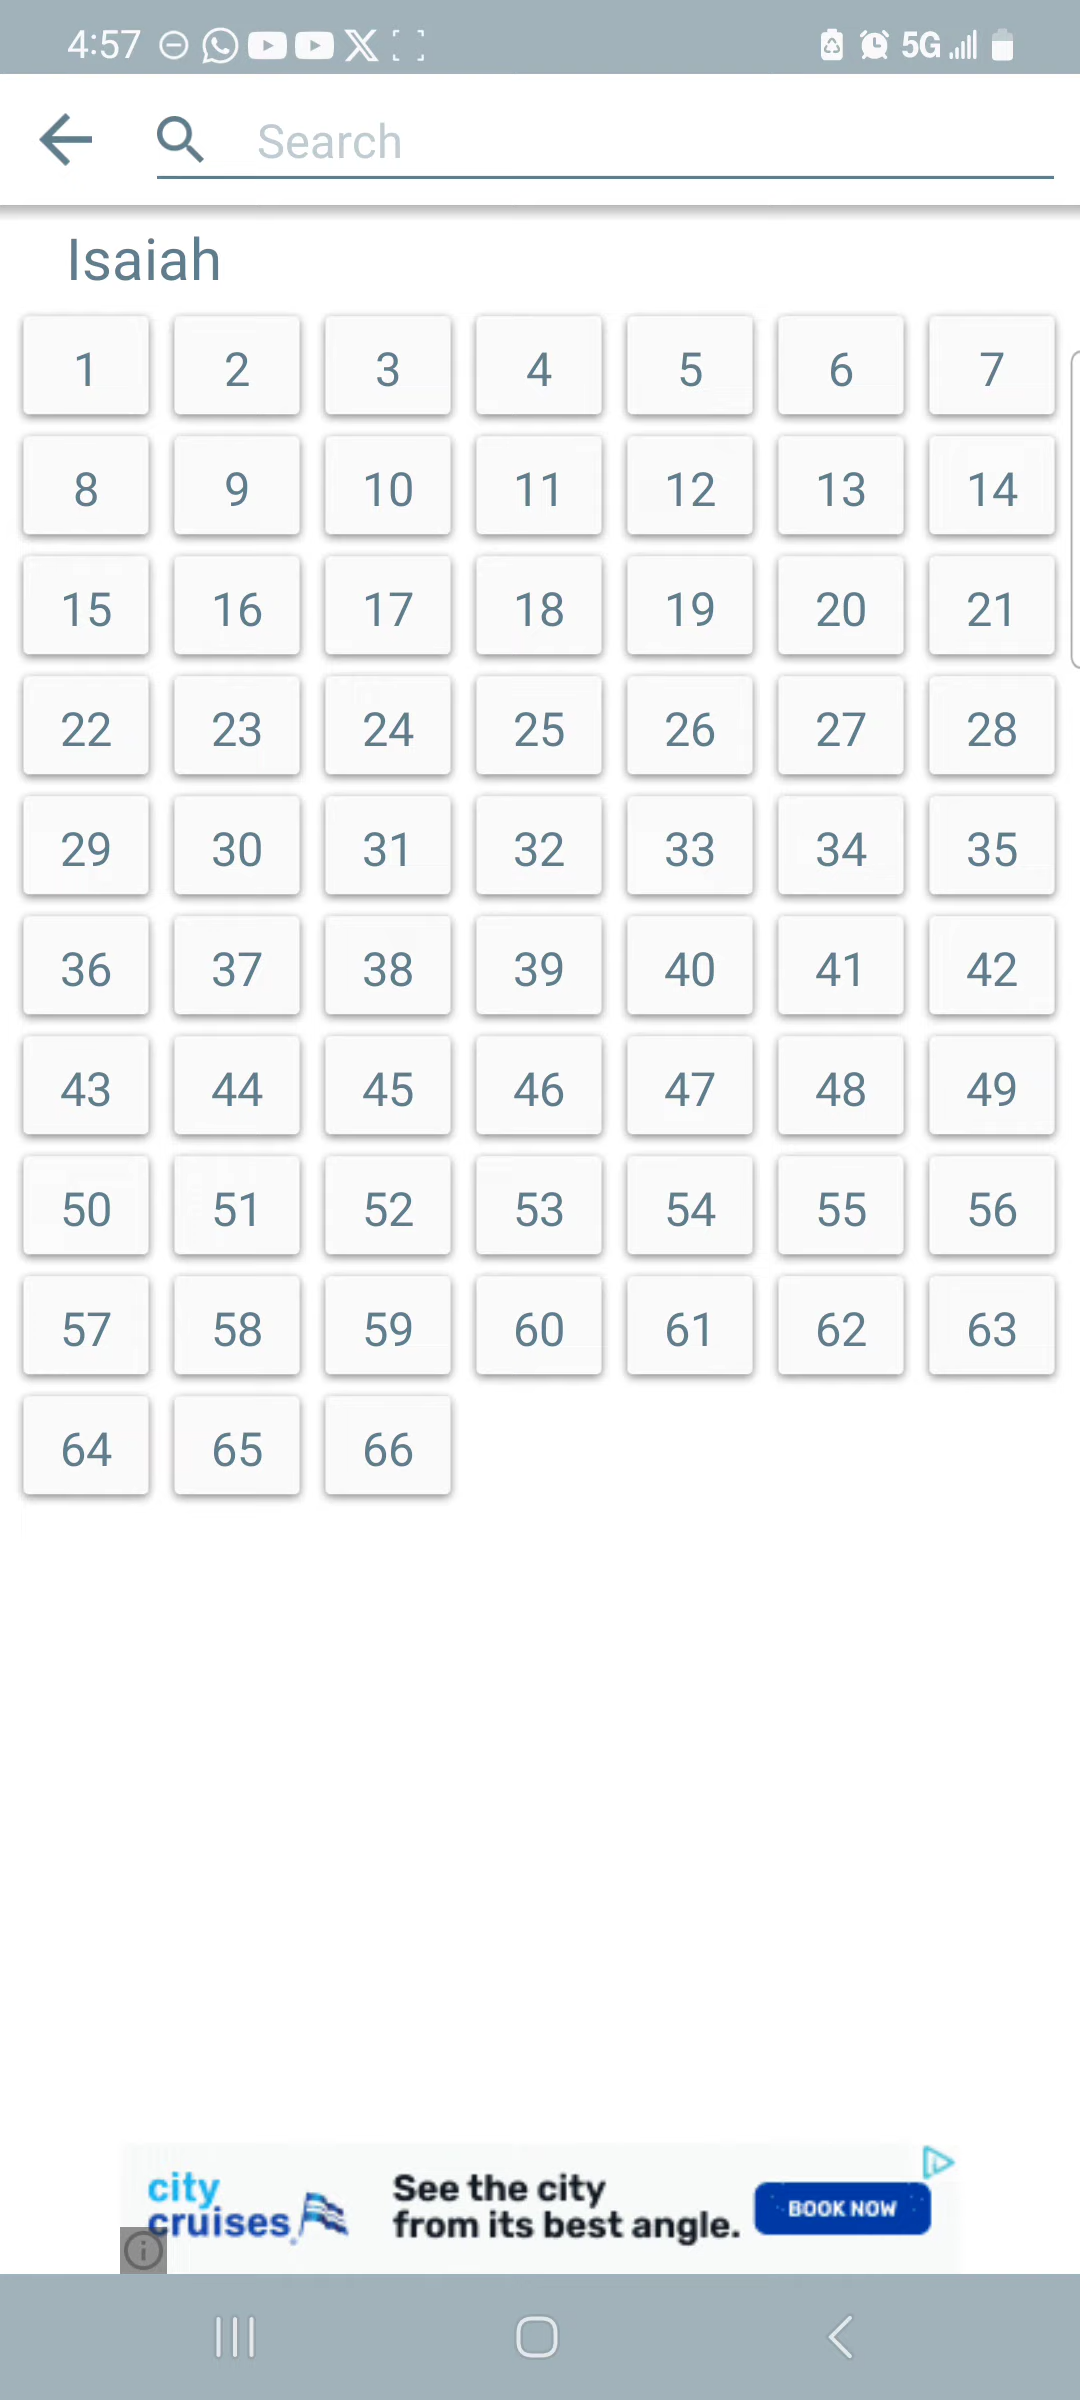 4:57 5G
Search
Isaiah
1 2 3 4 5 6 7
8 9 10 11 12 13 14
15 16 17 18 19 20 21
22 23 24 25 26 27 28
29 30 31 32 33 34 35
36 37 38 39 40 41 42
43 44 45 46 47 48 49
50 51 52 53 54 55 56
57 58 59 60 61 62 63
64 65 66
city
cruises
See the city
from its best angle.
BOOK NOW